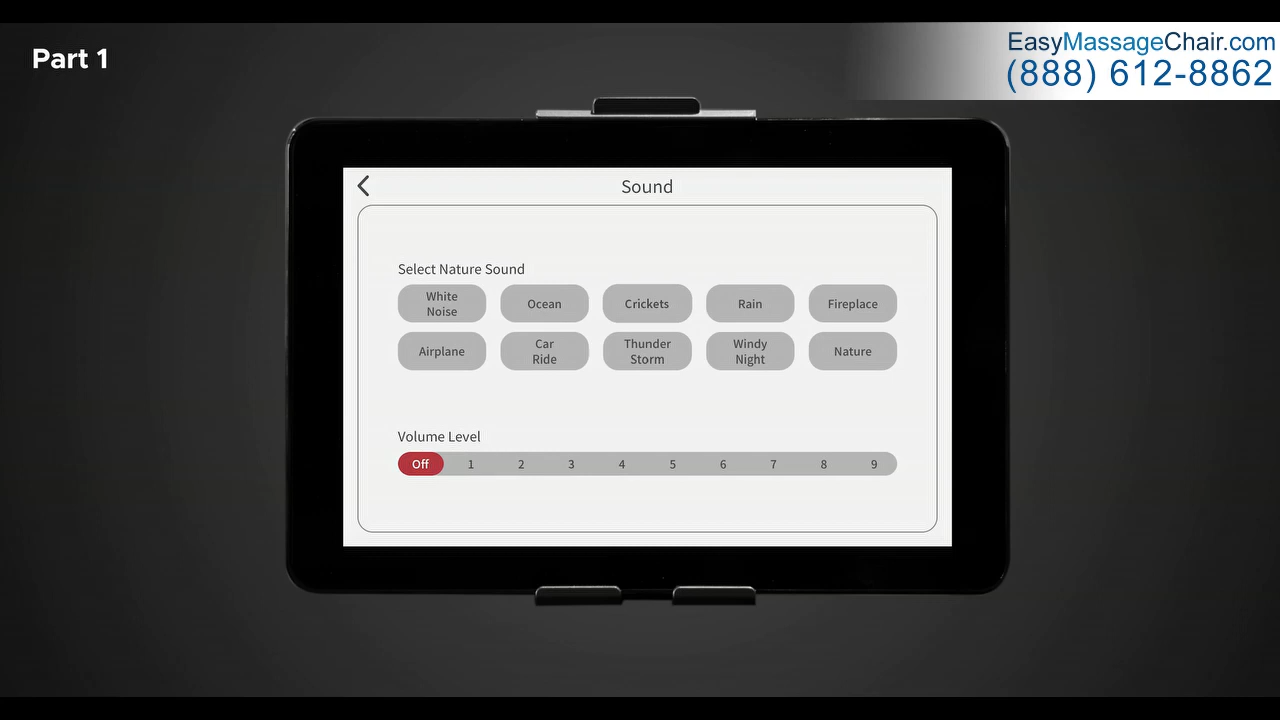 Part 1
EasyMassageChair.com
(888) 612-8862
Sound
Select Nature Sound
White
Noise
Ocean
Crickets
Rain
Fireplace
Airplane
Car
Ride
Thunder
Storm
Windy
Night
Nature
Volume Level
Off 1 2 3 4 5 6 7 8 9